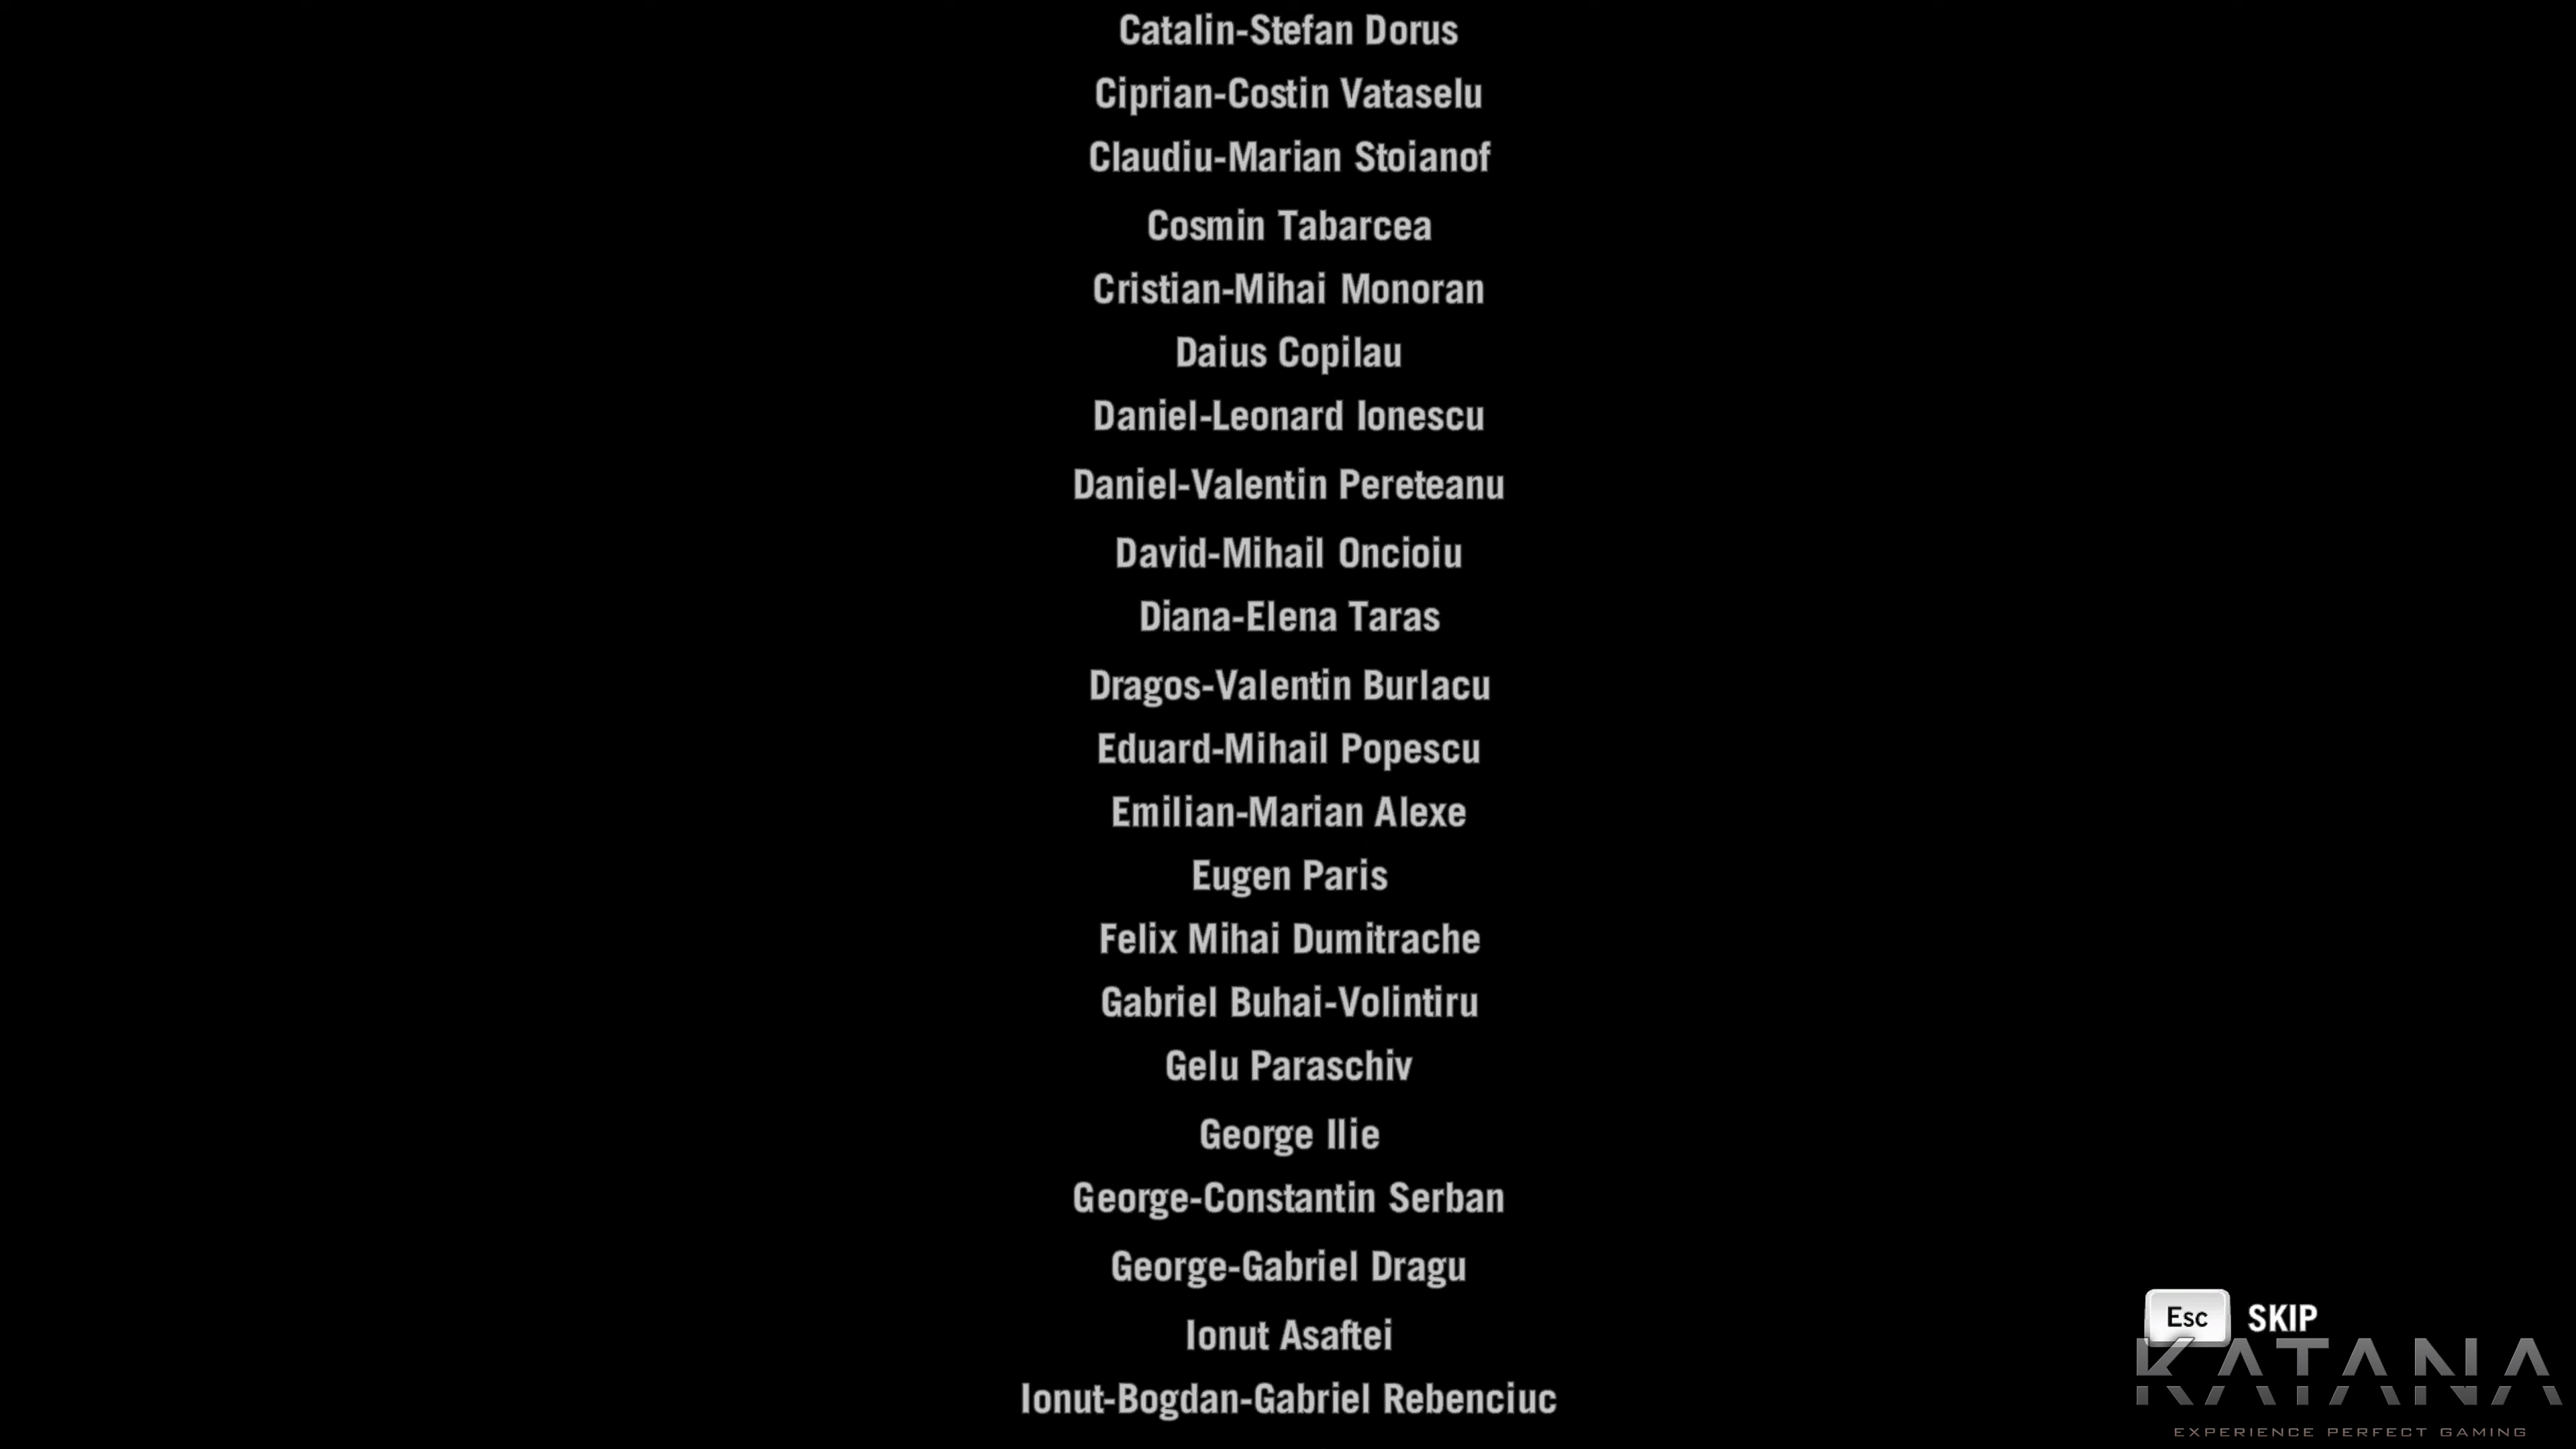 Catalin-Stefan Dorus
Ciprian-Costin Vataselu
Claudiu-Marian Stoianof
Cosmin Tabarcea
Cristian-Mihai Monoran
Daius Copilau
Daniel-Leonard Ionescu
Daniel-Valentin Pereteanu
David-Mihail Oncioiu
Diana-Elena Taras
Dragos-Valentin Burlacu
Eduard-Mihail Popescu
Emilian-Marian Alexe
Eugen Paris
Felix Mihai Dumitrache
Gabriel Buhai-Volintiru
Gelu Paraschiv
George Ilie
George-Constantin Serban
George-Gabriel Dragu
Ionut Asaftei
Ionut-Bogdan-Gabriel Rebenciuc
Esc SKIP
KATANA
EXPERIENCE PERFECT GAMING